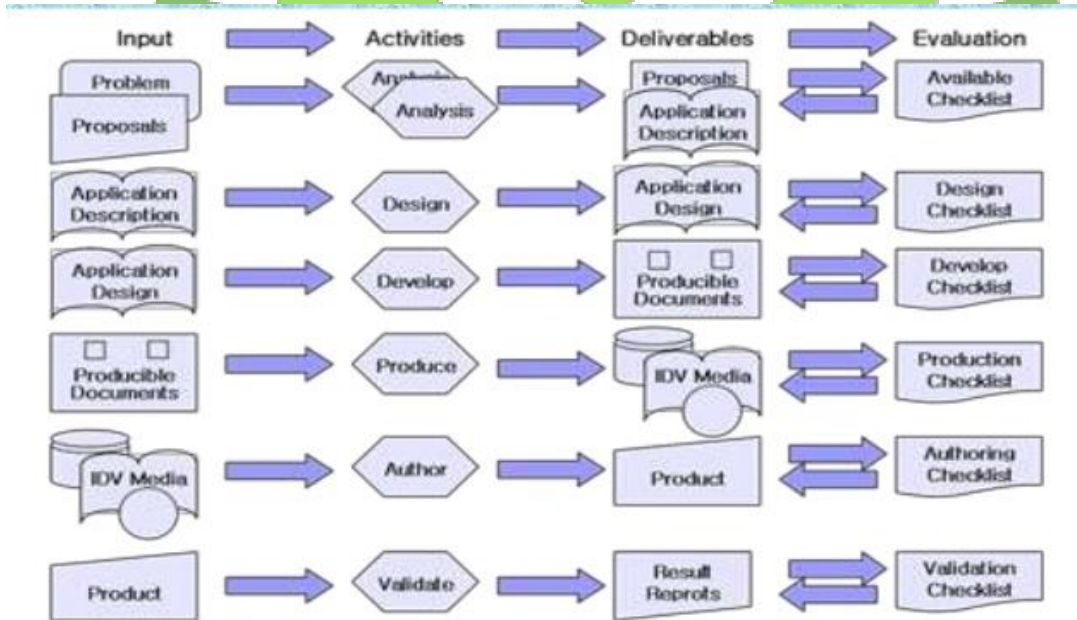 Input
Activities
Deliverables
Evaluation
Problem
Proposals
Analysis
Analysis
Proposals
Application
Description
Available
Checklist
Application
Description
Design
Application
Design
Design
Checklist
Application
Design
Develop
Producible
Documents
Develop
Checklist
Producible
Documents
Produce
IDV Media
Production
Checklist
IDV Media
Author
Product
Authoring
Checklist
Product
Validate
Result
Reprots
Validation
Checklist